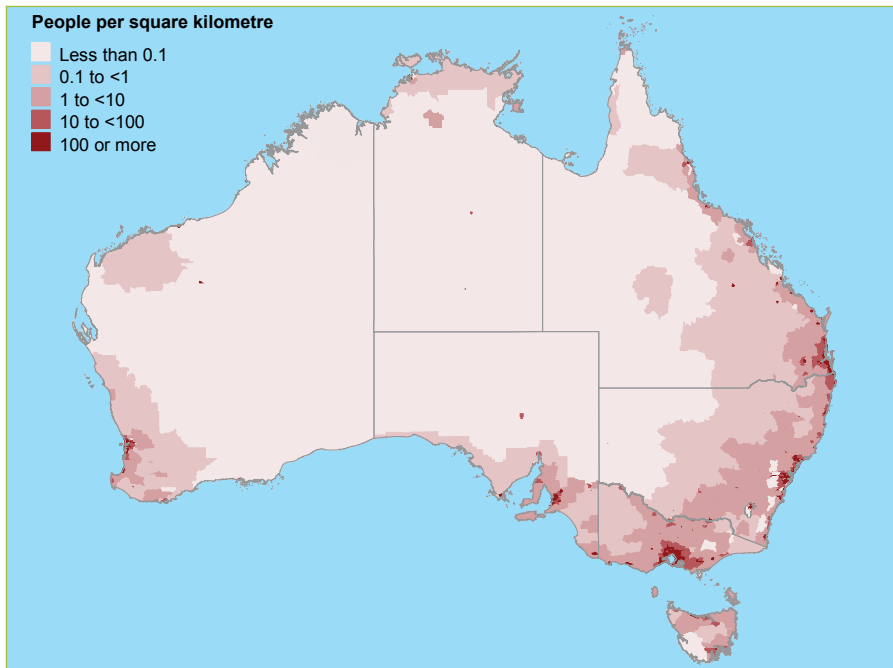 People per square kilometre
Less than 0.1
0.1 to <1
1 to <10
10 to <100
100 or more